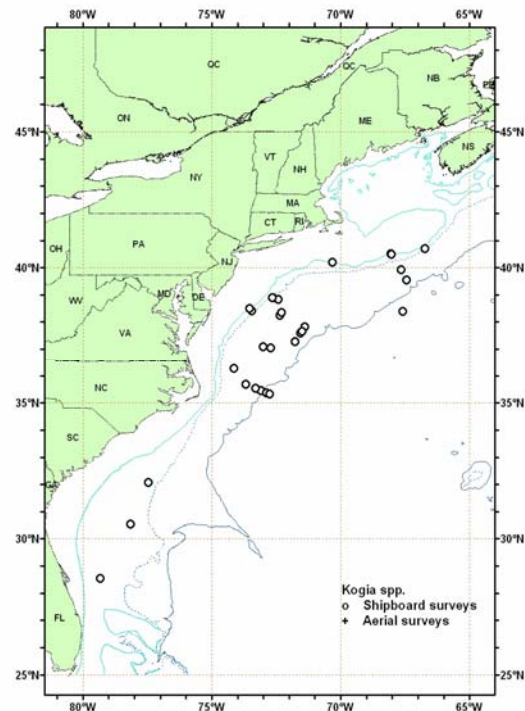 80°W 75°W 70°W 65°W
QC QC NB
ON ME
45°N 45°N
VT NS
NY NH
MA
CT RI
40°N PA 40°N
OH NJ
MD DE
WV
VA
NC
35°N 35°N
SC
30°N 30°N
Kogia spp.
Shipboard surveys
FL Aerial surveys
25°N 25°N
80°W 75°W 70°W 65°W